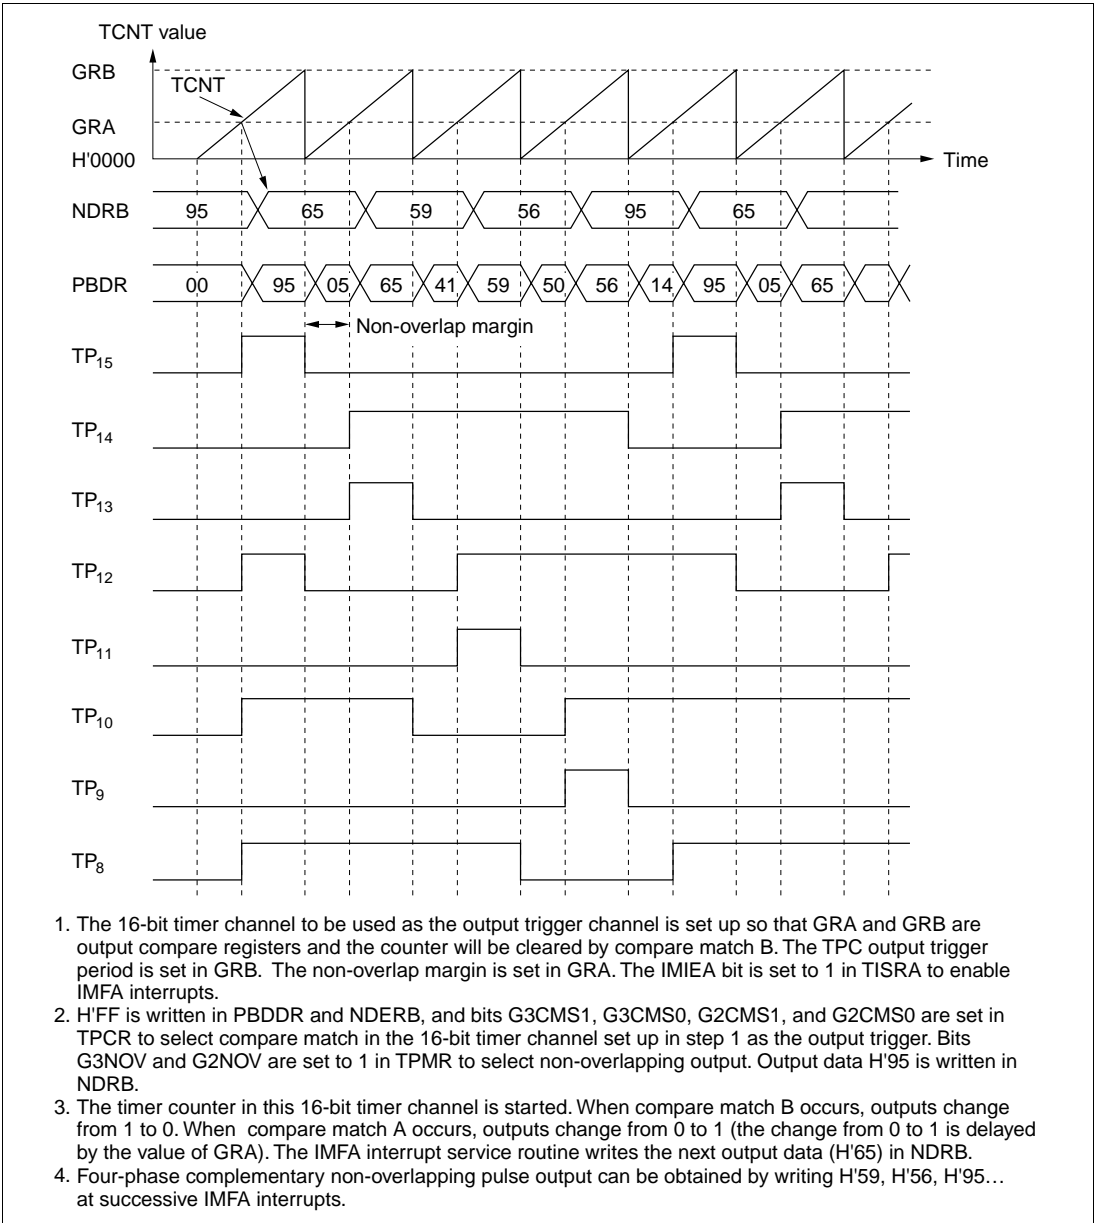 TCNT value
GRB
TCNT
GRA
H'0000
Time
NDRB 95 65 59 56 95 65
PBDR 00 95 05 65 41 59 50 56 14 95 05 65
Non-overlap margin
TP15
TP14
TP13
TP12
TP11
TP10
TP9
TP8
1. The 16-bit timer channel to be used as the output trigger channel is set up so that GRA and GRB are
output compare registers and the counter will be cleared by compare match B. The TPC output trigger
period is set in GRB. The non-overlap margin is set in GRA. The IMIEA bit is set to 1 in TISRA to enable
IMFA interrupts.
2. H'FF is written in PBDDR and NDERB, and bits G3CMS1, G3CMS0, G2CMS1, and G2CMS0 are set in
TPCR to select compare match in the 16-bit timer channel set up in step 1 as the output trigger. Bits
G3NOV and G2NOV are set to 1 in TPMR to select non-overlapping output. Output data H'95 is written in
NDRB.
3. The timer counter in this 16-bit timer channel is started. When compare match B occurs, outputs change
from 1 to 0. When compare match A occurs, outputs change from 0 to 1 (the change from 0 to 1 is delayed
by the value of GRA). The IMFA interrupt service routine writes the next output data (H'65) in NDRB.
4. Four-phase complementary non-overlapping pulse output can be obtained by writing H'59, H'56, H'95…
at successive IMFA interrupts.